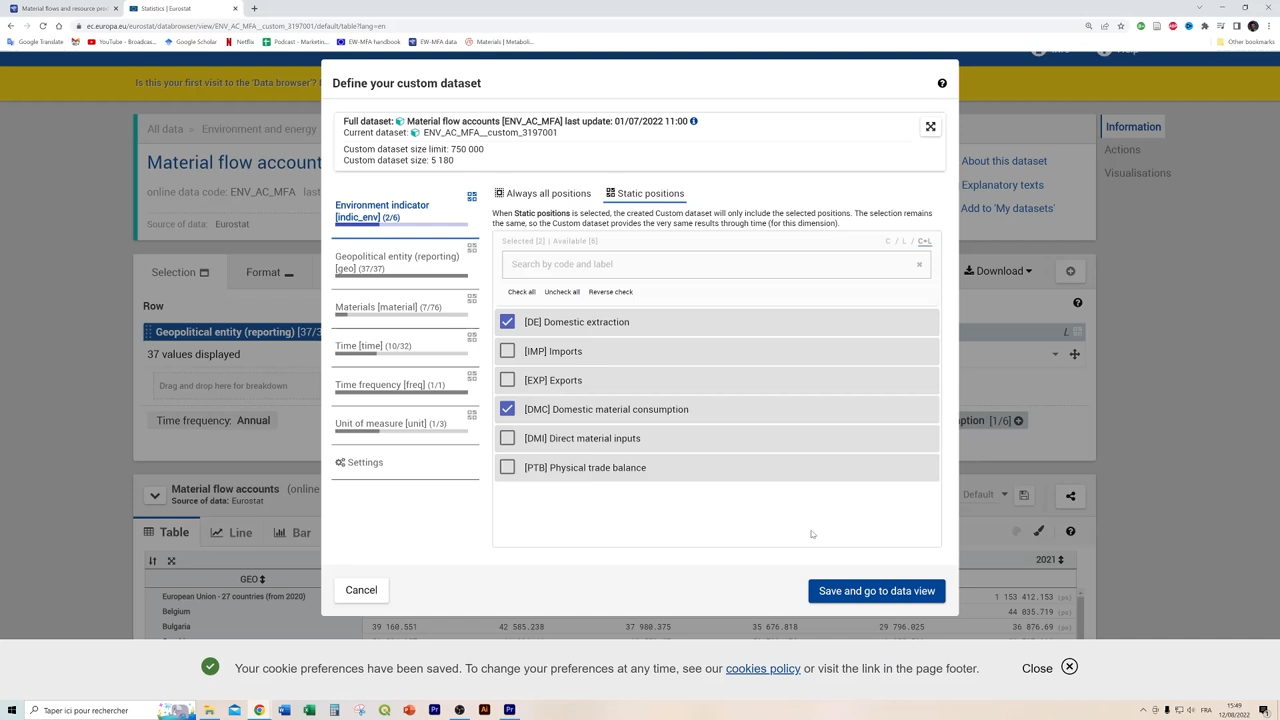 Material flows and resource prod
Statistics | Eurostat
ec.europa.eu/eurostat/databrowser/view/ENV_AC_MFA__custom_3197001/default/table?lang=en
Google Translate
YouTube - Broadcas...
Google Scholar
Netflix
Podcast - Marketin...
EW-MFA handbook
EW-MFA data
Materials | Metaboli...
Other bookmarks
Is this your first visit to the 'Data browser'?
Define your custom dataset
Full dataset: Material flow accounts [ENV_AC_MFA] last update: 01/07/2022 11:00
Current dataset: ENV_AC_MFA__custom_3197001
Custom dataset size limit: 750 000
Custom dataset size: 5 180
All data > Environment and energy
Material flow account
online data code: ENV_AC_MFA
Source of data: Eurostat
Information
Actions
Visualisations
About this dataset
Explanatory texts
Add to 'My datasets'
Environment indicator
[indic_env] (2/6)
Geopolitical entity (reporting)
[geo] (37/37)
Materials [material] (7/76)
Time [time] (10/32)
Time frequency [freq] (1/1)
Unit of measure [unit] (1/3)
Settings
Always all positions
Static positions
When Static positions is selected, the created Custom dataset will only include the selected positions. The selection remains
the same, so the Custom dataset provides the very same results through time (for this dimension).
Selected [2] | Available [6]
C / L / C+L
Search by code and label
Check all
Uncheck all
Reverse check
[DE] Domestic extraction
[IMP] Imports
[EXP] Exports
[DMC] Domestic material consumption
[DMI] Direct material inputs
[PTB] Physical trade balance
Cancel
Save and go to data view
Selection
Format
Download
Row
Geopolitical entity (reporting) [37/3
L
37 values displayed
Drag and drop here for breakdown
Time frequency: Annual
ption [1/6]
Material flow accounts (online
Source of data: Eurostat
Default
Table
Line
Bar
GEO
2021
European Union - 27 countries (from 2020)
1 153 412.153 (ps)
Belgium
44 035.719 (ps)
Bulgaria
39 160.551
42 585.238
37 980.375
35 676.818
29 796.025
36 876.69 (ps)
Your cookie preferences have been saved. To change your preferences at any time, see our cookies policy or visit the link in the page footer.
Close
Taper ici pour rechercher
FRA
15:49
12/08/2022